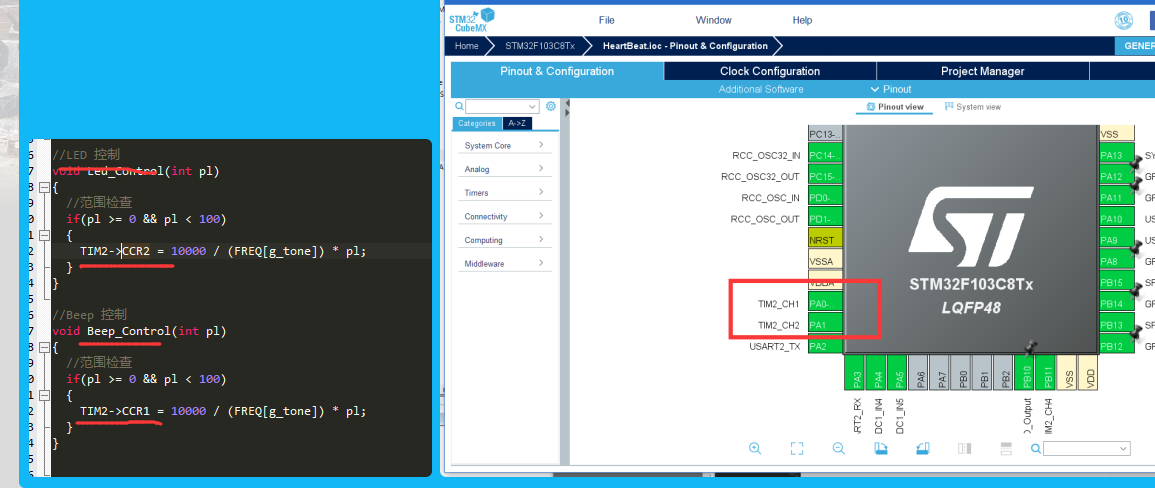 6 //LED 控制
7 void Led_Control(int pl)
8 {
9 //范围检查
0 if(pl >= 0 && pl < 100)
1 {
2 TIM2->CCR2 = 10000 / (FREQ[g_tone]) * pl;
3 }
4 }
5
6 //Beep 控制
7 void Beep_Control(int pl)
8 {
9 //范围检查
0 if(pl >= 0 && pl < 100)
1 {
2 TIM2->CCR1 = 10000 / (FREQ[g_tone]) * pl;
3 }
4 }
STM32
CubeMX
File
Window
Help
10
Home
STM32F103C8Tx
HeartBeat.ioc - Pinout & Configuration
GENER
Pinout & Configuration
Clock Configuration
Project Manager
Additional Software
Pinout
Categories
A->Z
System Core
Analog
Timers
Connectivity
Computing
Middleware
Pinout view
System view
PC13-..
RCC_OSC32_IN PC14-..
RCC_OSC32_OUT PC15-..
RCC_OSC_IN PD0-..
RCC_OSC_OUT PD1-..
NRST
VSSA
VDDA
TIM2_CH1 PA0-
TIM2_CH2 PA1
USART2_TX PA2
STM32F103C8Tx
LQFP48
VSS
PA13 SY
PA12 GF
PA11 GF
PA10 US
PA9 US
PA8 GF
PB15 SF
PB14 GF
PB13 SF
PB12 GF
PA3
PA4
PA5
PA6
PA7
PB0
PB1
PB2
PB10
PB11
VSS
VDD
RT2_RX
DC1_IN4
DC1_IN5
O_Output
IM2_CH4